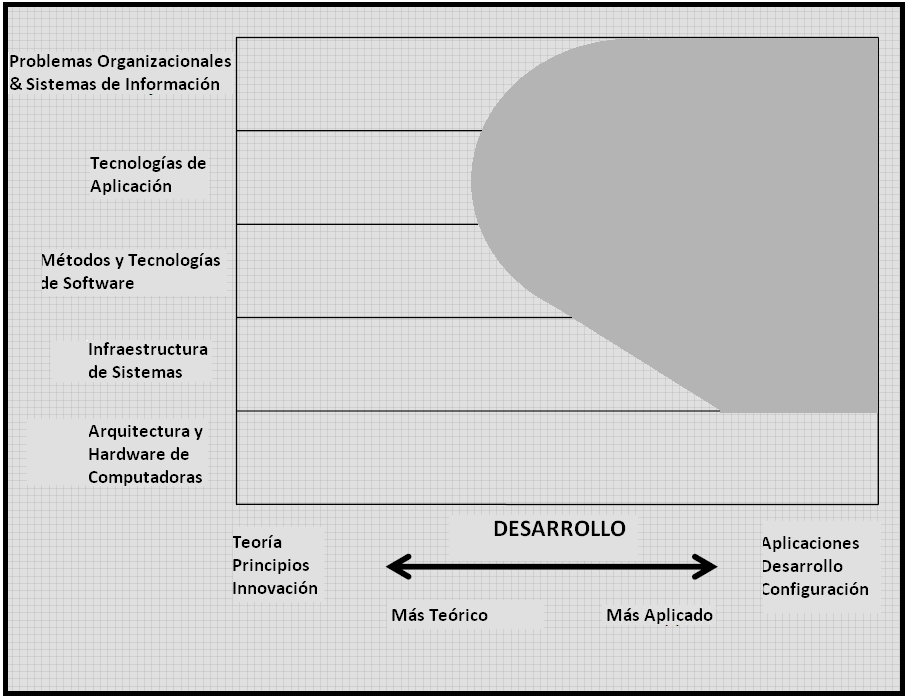 Problemas Organizacionales
& Sistemas de Información
Tecnologías de
Aplicación
Métodos y Tecnologías
de Software
Infraestructura
de Sistemas
Arquitectura y
Hardware de
Computadoras
Teoría
Principios
Innovación
DESARROLLO
Más Teórico
Más Aplicado
Aplicaciones
Desarrollo
Configuración